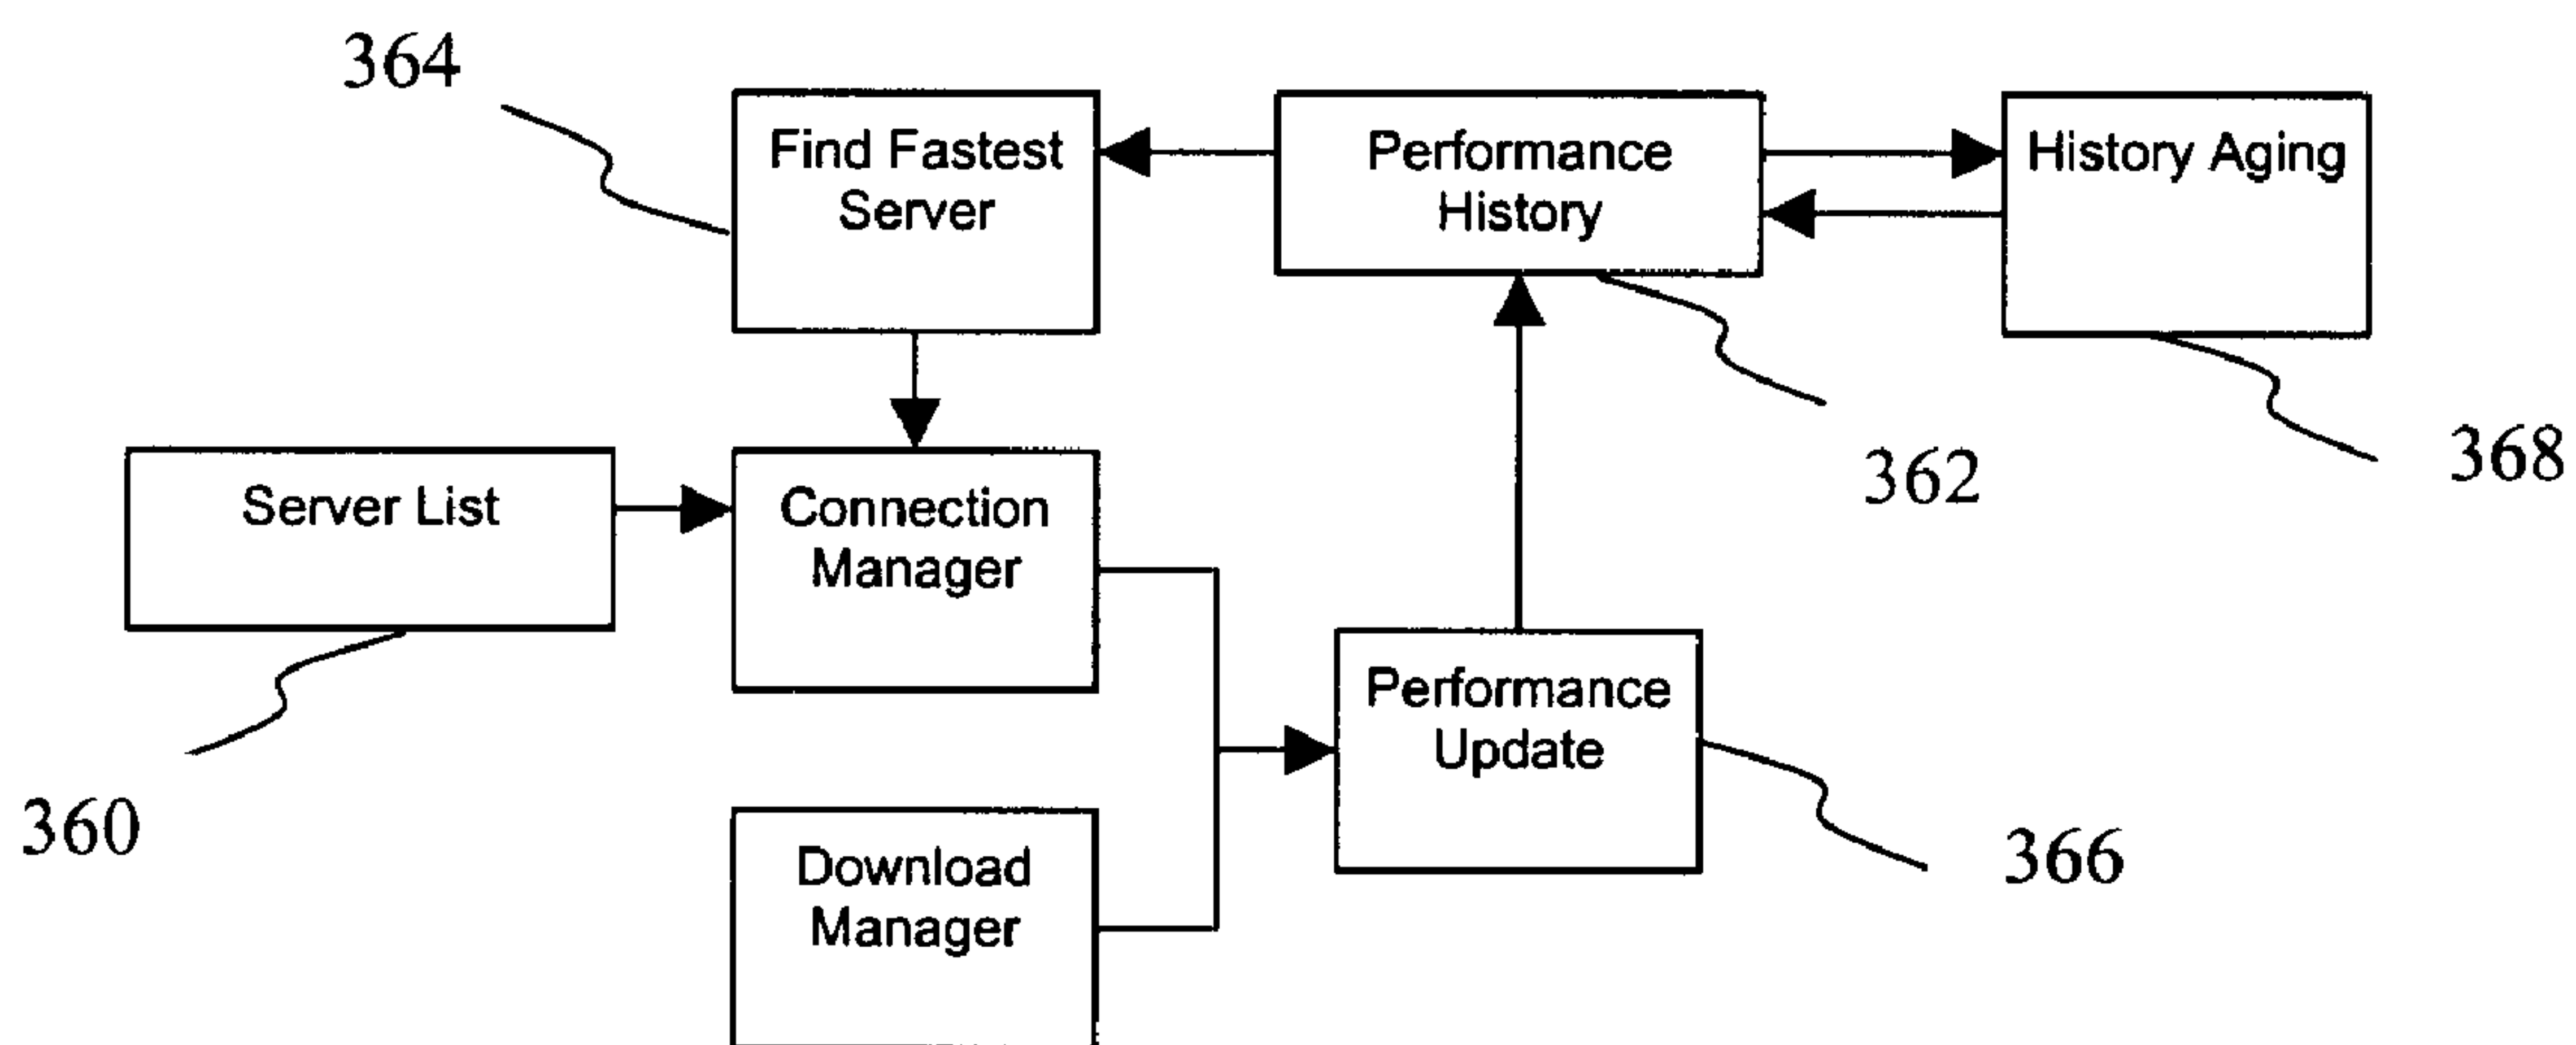 364
Find Fastest
Server
Performance
History
History Aging
362
368
Server List
Connection
Manager
360
Performance
Update
366
Download
Manager